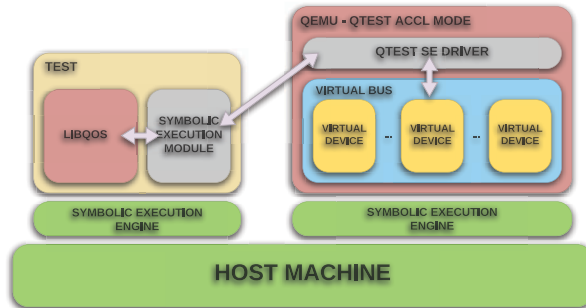 QEMU - QTEST ACCL MODE
QTEST SE DRIVER
TEST
VIRTUAL BUS
LIBQOS
SYMBOLIC
EXECUTION
MODULE
VIRTUAL
DEVICE
...
VIRTUAL
DEVICE
...
VIRTUAL
DEVICE
SYMBOLIC EXECUTION
ENGINE
SYMBOLIC EXECUTION
ENGINE
HOST MACHINE